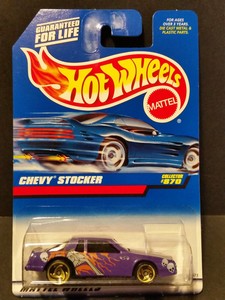 GUARANTEED
FOR LIFE
FOR AGES
OVER 3 YEARS
DIE CAST METAL &
PLASTIC PARTS.
Hot Wheels
MATTEL
CHEVY STOCKER
COLLECTOR
#870